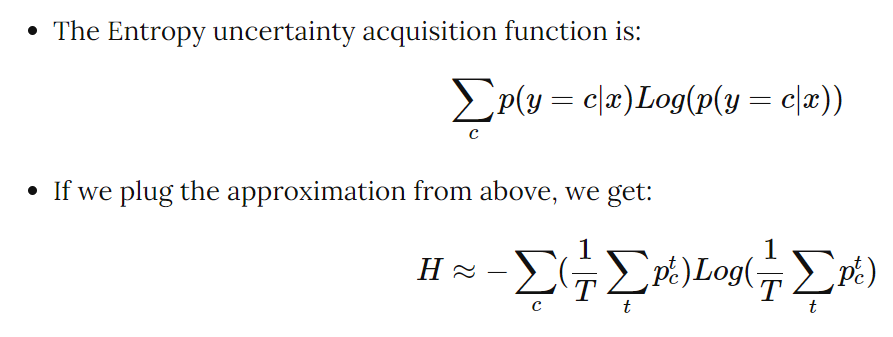 • The Entropy uncertainty acquisition function is:
∑_c p(y = c|x)Log(p(y = c|x))
• If we plug the approximation from above, we get:
H ≈ −∑_c (1/T ∑_t p_c^t)Log(1/T ∑_t p_c^t)